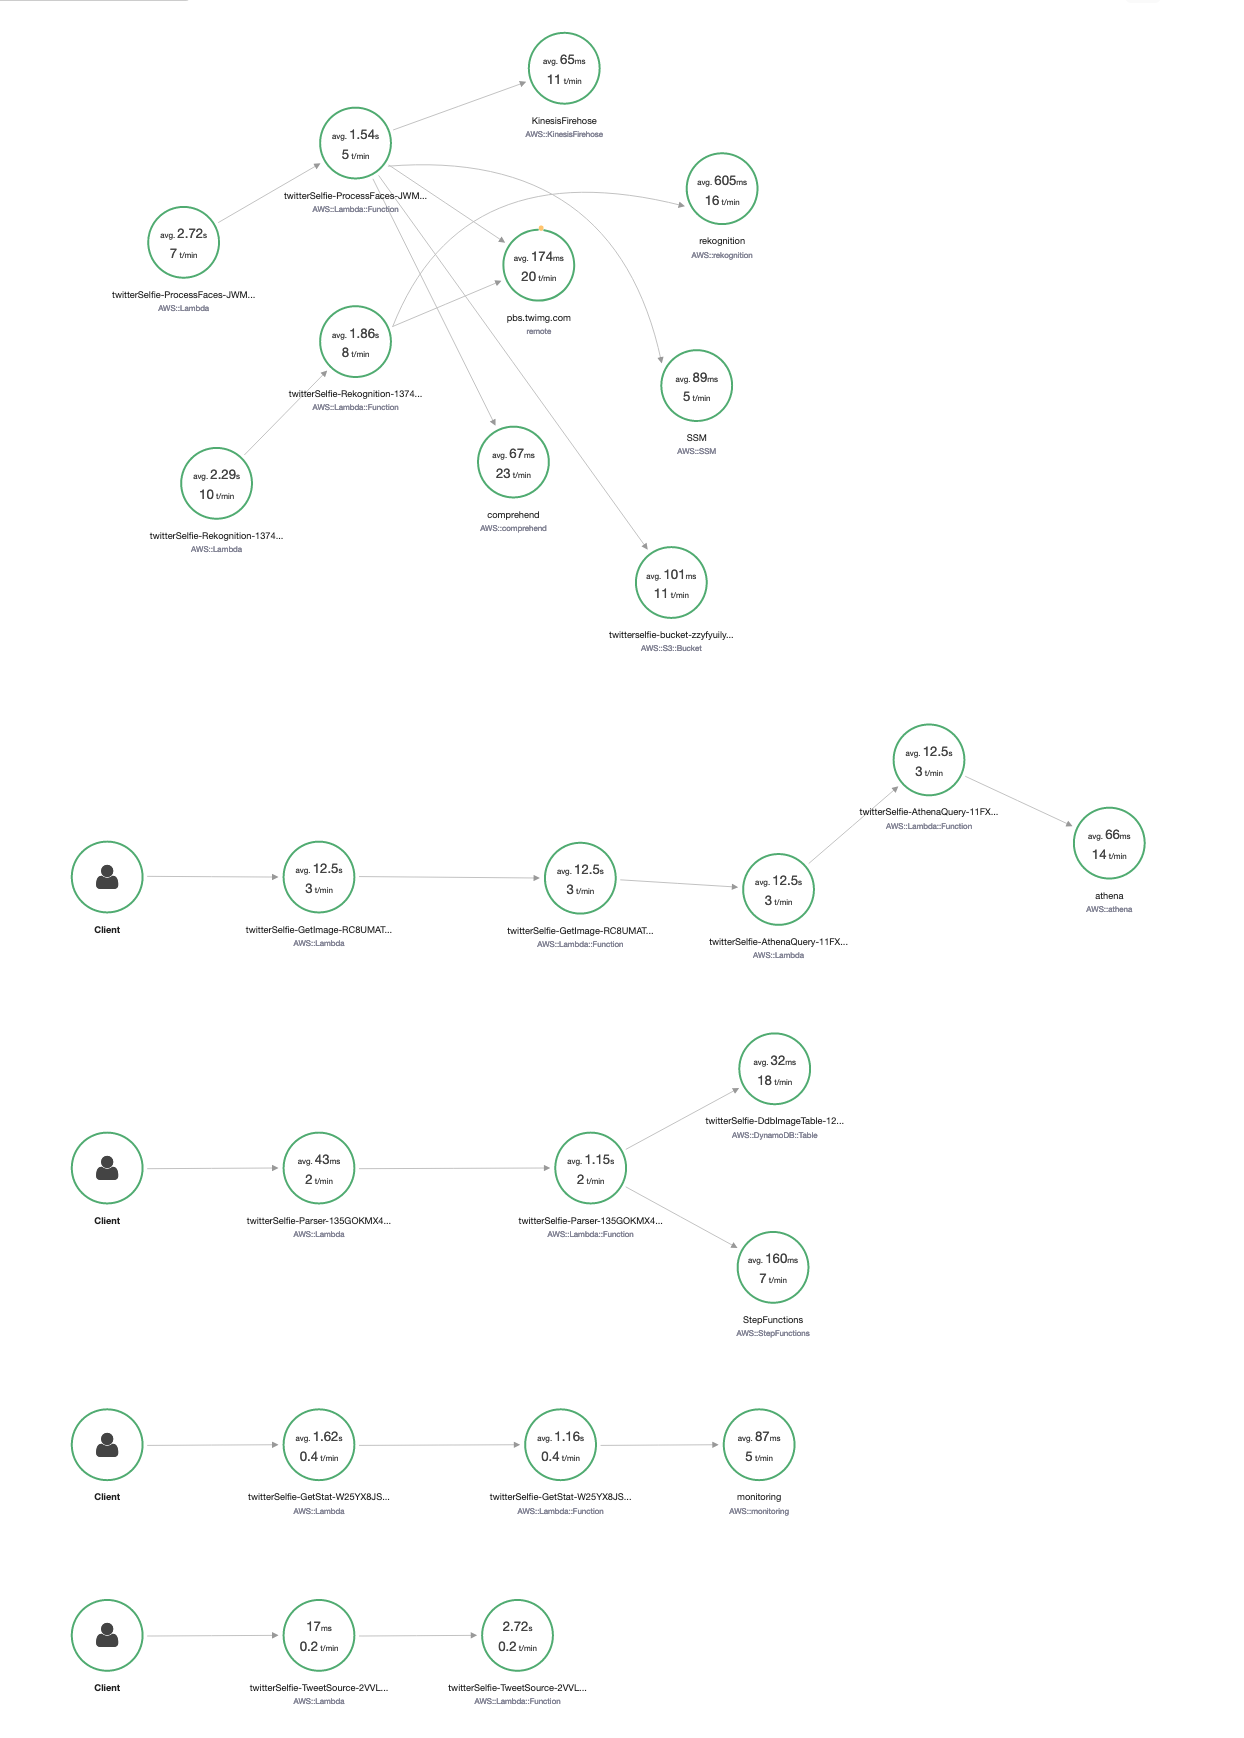 avg. 65ms
11 t/min
KinesisFirehose
AWS::KinesisFirehose
avg. 1.54s
5 t/min
twitterSelfie-ProcessFaces-JWM...
AWS::Lambda::Function
avg. 605ms
16 t/min
rekognition
AWS::rekognition
avg. 2.72s
7 t/min
twitterSelfie-ProcessFaces-JWM...
AWS::Lambda
avg. 174ms
20 t/min
pbs.twimg.com
remote
avg. 1.86s
8 t/min
twitterSelfie-Rekognition-1374...
AWS::Lambda::Function
avg. 89ms
5 t/min
SSM
AWS::SSM
avg. 67ms
23 t/min
comprehend
AWS::comprehend
avg. 2.29s
10 t/min
twitterSelfie-Rekognition-1374...
AWS::Lambda
avg. 101ms
11 t/min
twitterselfie-bucket-zzyfyuily...
AWS::S3::Bucket
avg. 12.5s
3 t/min
twitterSelfie-AthenaQuery-11FX...
AWS::Lambda::Function
avg. 66ms
14 t/min
athena
AWS::athena
Client
avg. 12.5s
3 t/min
twitterSelfie-GetImage-RC8UMAT...
AWS::Lambda
avg. 12.5s
3 t/min
twitterSelfie-GetImage-RC8UMAT...
AWS::Lambda::Function
avg. 12.5s
3 t/min
twitterSelfie-AthenaQuery-11FX...
AWS::Lambda
avg. 32ms
18 t/min
twitterSelfie-DdbImageTable-12...
AWS::DynamoDB::Table
Client
avg. 43ms
2 t/min
twitterSelfie-Parser-135GOKMX4...
AWS::Lambda
avg. 1.15s
2 t/min
twitterSelfie-Parser-135GOKMX4...
AWS::Lambda::Function
avg. 160ms
7 t/min
StepFunctions
AWS::StepFunctions
Client
avg. 1.62s
0.4 t/min
twitterSelfie-GetStat-W25YX8JS...
AWS::Lambda
avg. 1.16s
0.4 t/min
twitterSelfie-GetStat-W25YX8JS...
AWS::Lambda::Function
avg. 87ms
5 t/min
monitoring
AWS::monitoring
Client
17ms
0.2 t/min
twitterSelfie-TweetSource-2VVL...
AWS::Lambda
2.72s
0.2 t/min
twitterSelfie-TweetSource-2VVL...
AWS::Lambda::Function